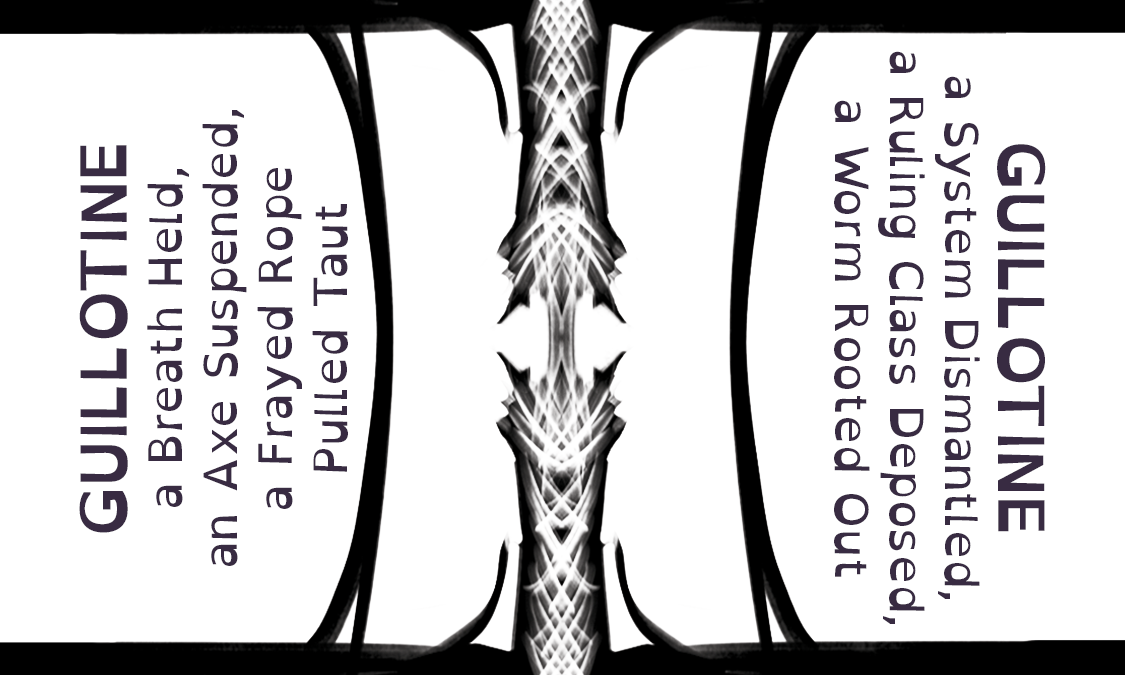 GUILLOTINE
a Breath Held,
an Axe Suspended,
a Frayed Rope
Pulled Taut
GUILLOTINE
a System Dismantled,
a Ruling Class Deposed,
a Worm Rooted Out